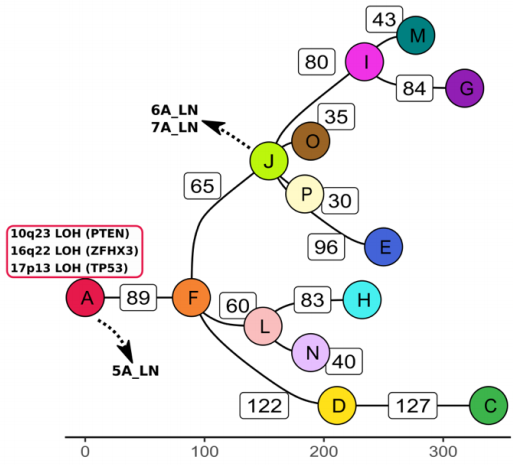 43
M
80
I
84
G
6A_LN
7A_LN
35
O
J
65
P
30
96
E
10q23 LOH (PTEN)
16q22 LOH (ZFHX3)
17p13 LOH (TP53)
A
89
F
60
83
H
L
N
40
5A_LN
122
D
127
C
0
100
200
300